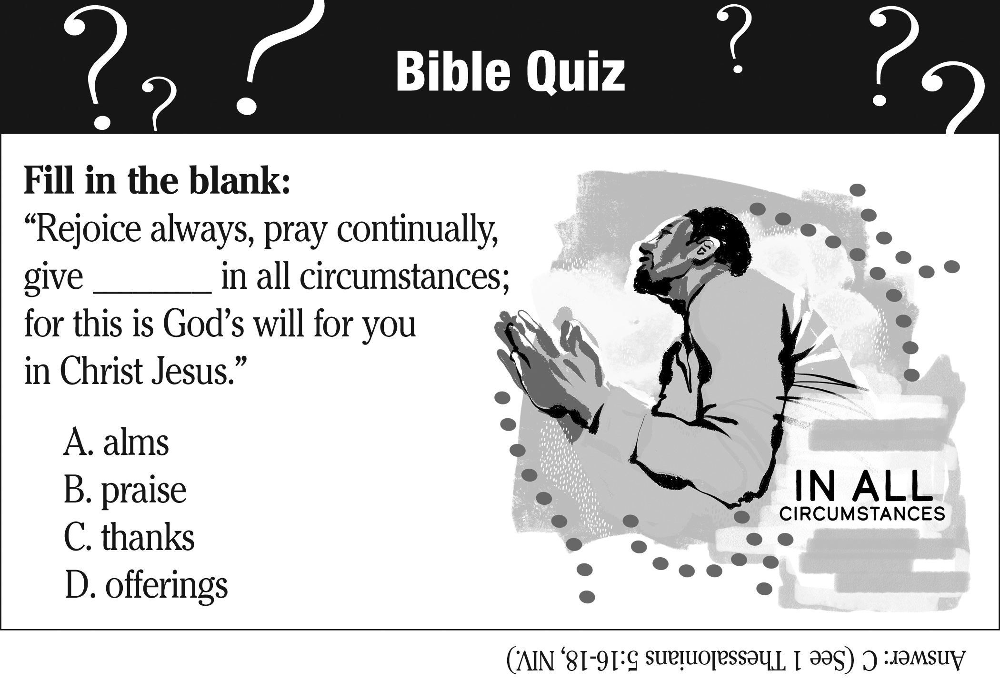 Bible Quiz
Fill in the blank:
“Rejoice always, pray continually,
give ______ in all circumstances;
for this is God’s will for you
in Christ Jesus.”
A. alms
B. praise
C. thanks
D. offerings
IN ALL
CIRCUMSTANCES
Answer: C (See 1 Thessalonians 5:16-18, NIV.)